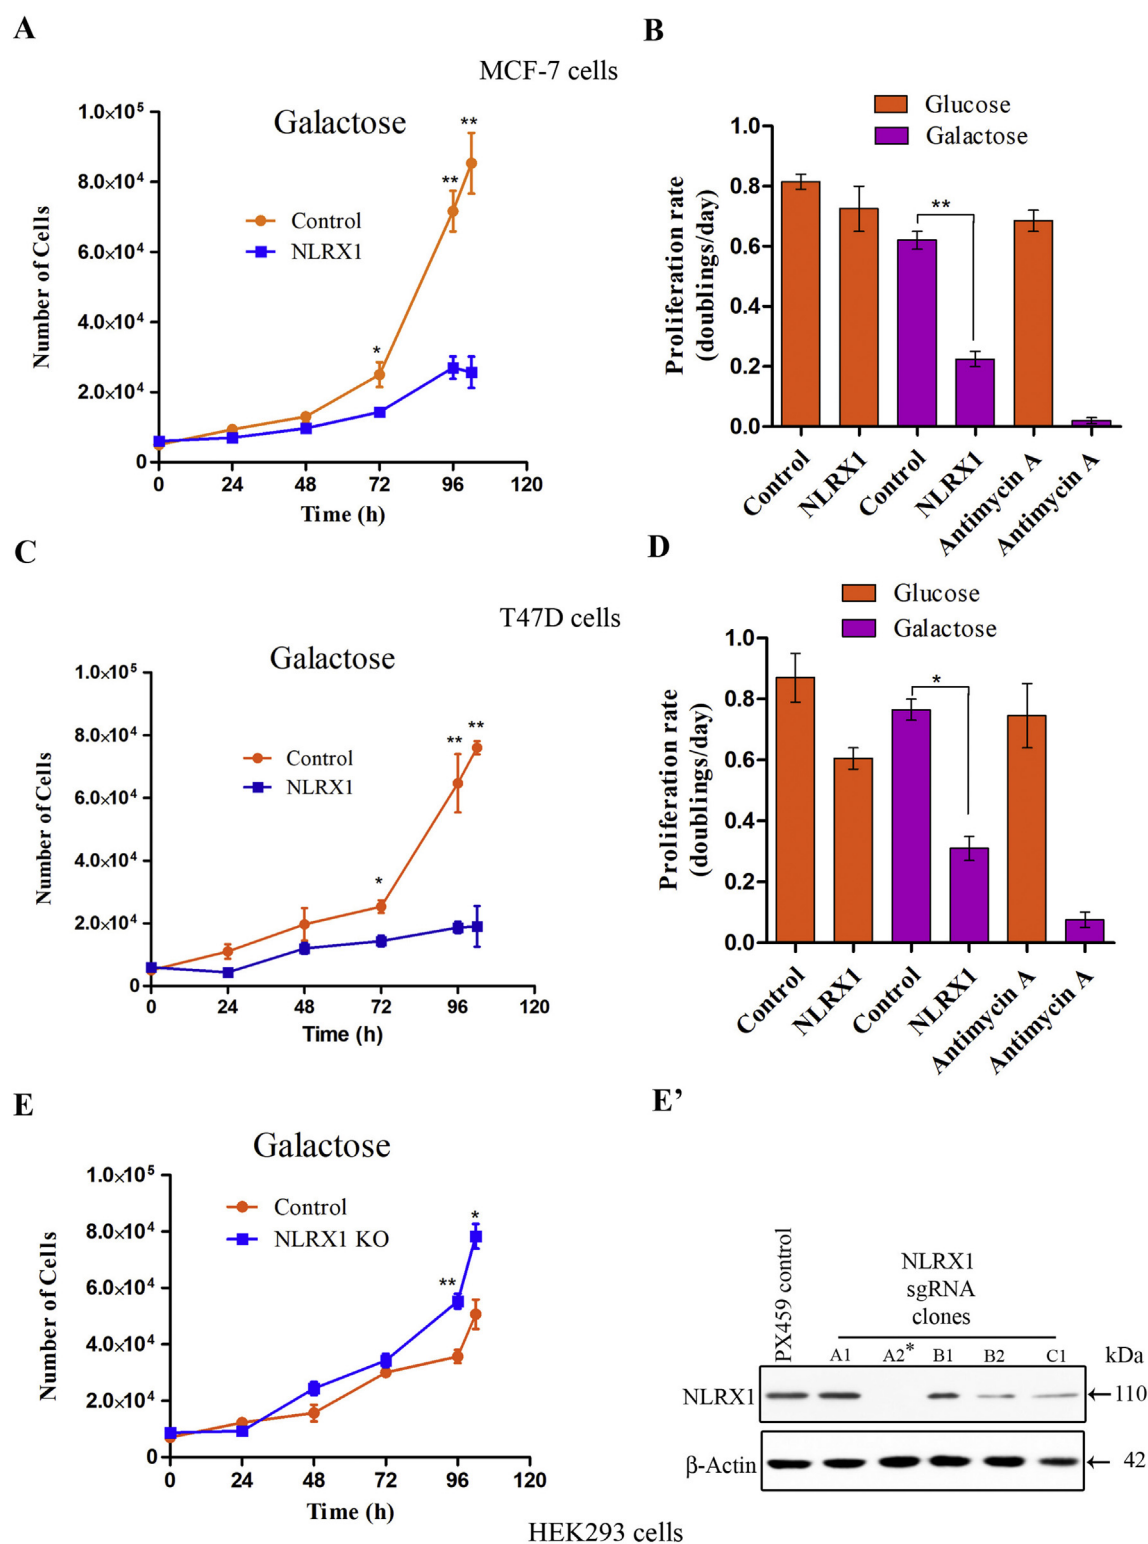 A
B
MCF-7 cells
Galactose
Control
NLRX1
Number of Cells
1.0×10⁵
8.0×10⁴
6.0×10⁴
4.0×10⁴
2.0×10⁴
0
*
**
**
0 24 48 72 96 120
Time (h)
Glucose
Galactose
Proliferation rate
(doublings/day)
1.0
0.8
0.6
0.4
0.2
0.0
**
Control
NLRX1
Control
NLRX1
Antimycin A
Antimycin A
C
D
T47D cells
Galactose
Control
NLRX1
Number of Cells
1.0×10⁵
8.0×10⁴
6.0×10⁴
4.0×10⁴
2.0×10⁴
0
*
**
**
0 24 48 72 96 120
Time (h)
Glucose
Galactose
Proliferation rate
(doublings/day)
1.0
0.8
0.6
0.4
0.2
0.0
*
Control
NLRX1
Control
NLRX1
Antimycin A
Antimycin A
E
E’
Galactose
Control
NLRX1 KO
Number of Cells
1.0×10⁵
8.0×10⁴
6.0×10⁴
4.0×10⁴
2.0×10⁴
0
**
*
0 24 48 72 96 120
Time (h)
HEK293 cells
PX459 control
NLRX1
sgRNA
clones
A1 A2* B1 B2 C1 kDa
NLRX1 ←110
β-Actin ← 42